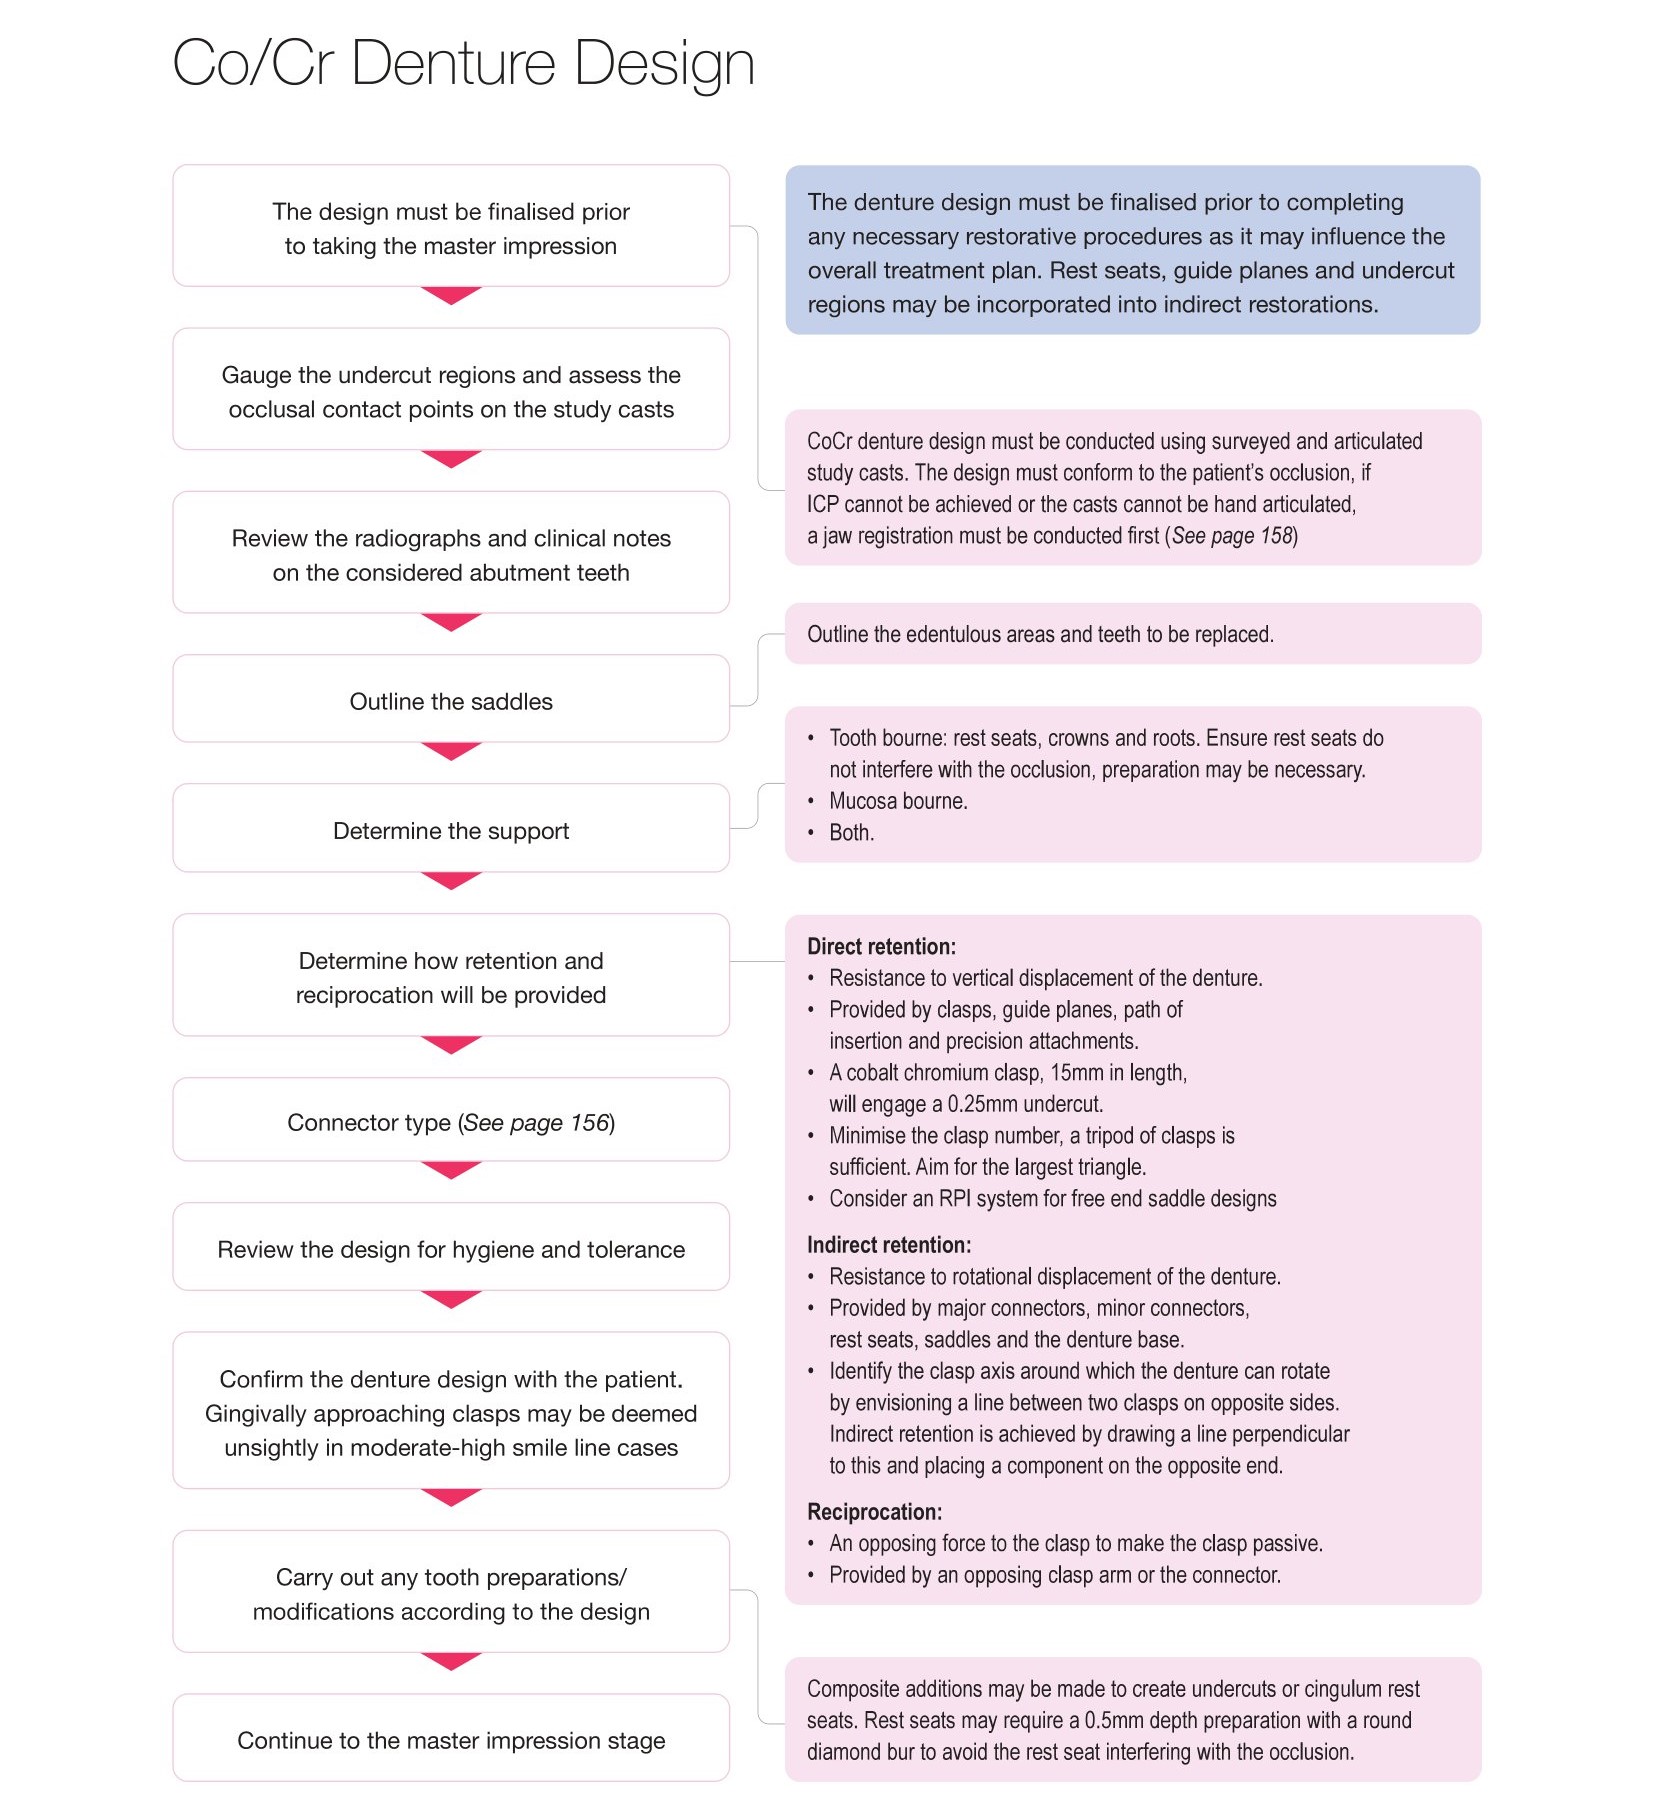 Co/Cr Denture Design
The design must be finalised prior
to taking the master impression
The denture design must be finalised prior to completing
any necessary restorative procedures as it may influence the
overall treatment plan. Rest seats, guide planes and undercut
regions may be incorporated into indirect restorations.
Gauge the undercut regions and assess the
occlusal contact points on the study casts
CoCr denture design must be conducted using surveyed and articulated
study casts. The design must conform to the patient's occlusion, if
ICP cannot be achieved or the casts cannot be hand articulated,
a jaw registration must be conducted first (See page 158)
Review the radiographs and clinical notes
on the considered abutment teeth
Outline the saddles
Outline the edentulous areas and teeth to be replaced.
Determine the support
• Tooth bourne: rest seats, crowns and roots. Ensure rest seats do
not interfere with the occlusion, preparation may be necessary.
• Mucosa bourne.
• Both.
Determine how retention and
reciprocation will be provided
Direct retention:
• Resistance to vertical displacement of the denture.
• Provided by clasps, guide planes, path of
insertion and precision attachments.
• A cobalt chromium clasp, 15mm in length,
will engage a 0.25mm undercut.
• Minimise the clasp number, a tripod of clasps is
sufficient. Aim for the largest triangle.
• Consider an RPI system for free end saddle designs
Indirect retention:
• Resistance to rotational displacement of the denture.
• Provided by major connectors, minor connectors,
rest seats, saddles and the denture base.
• Identify the clasp axis around which the denture can rotate
by envisioning a line between two clasps on opposite sides.
Indirect retention is achieved by drawing a line perpendicular
to this and placing a component on the opposite end.
Reciprocation:
• An opposing force to the clasp to make the clasp passive.
• Provided by an opposing clasp arm or the connector.
Connector type (See page 156)
Review the design for hygiene and tolerance
Confirm the denture design with the patient.
Gingivally approaching clasps may be deemed
unsightly in moderate-high smile line cases
Carry out any tooth preparations/
modifications according to the design
Composite additions may be made to create undercuts or cingulum rest
seats. Rest seats may require a 0.5mm depth preparation with a round
diamond bur to avoid the rest seat interfering with the occlusion.
Continue to the master impression stage